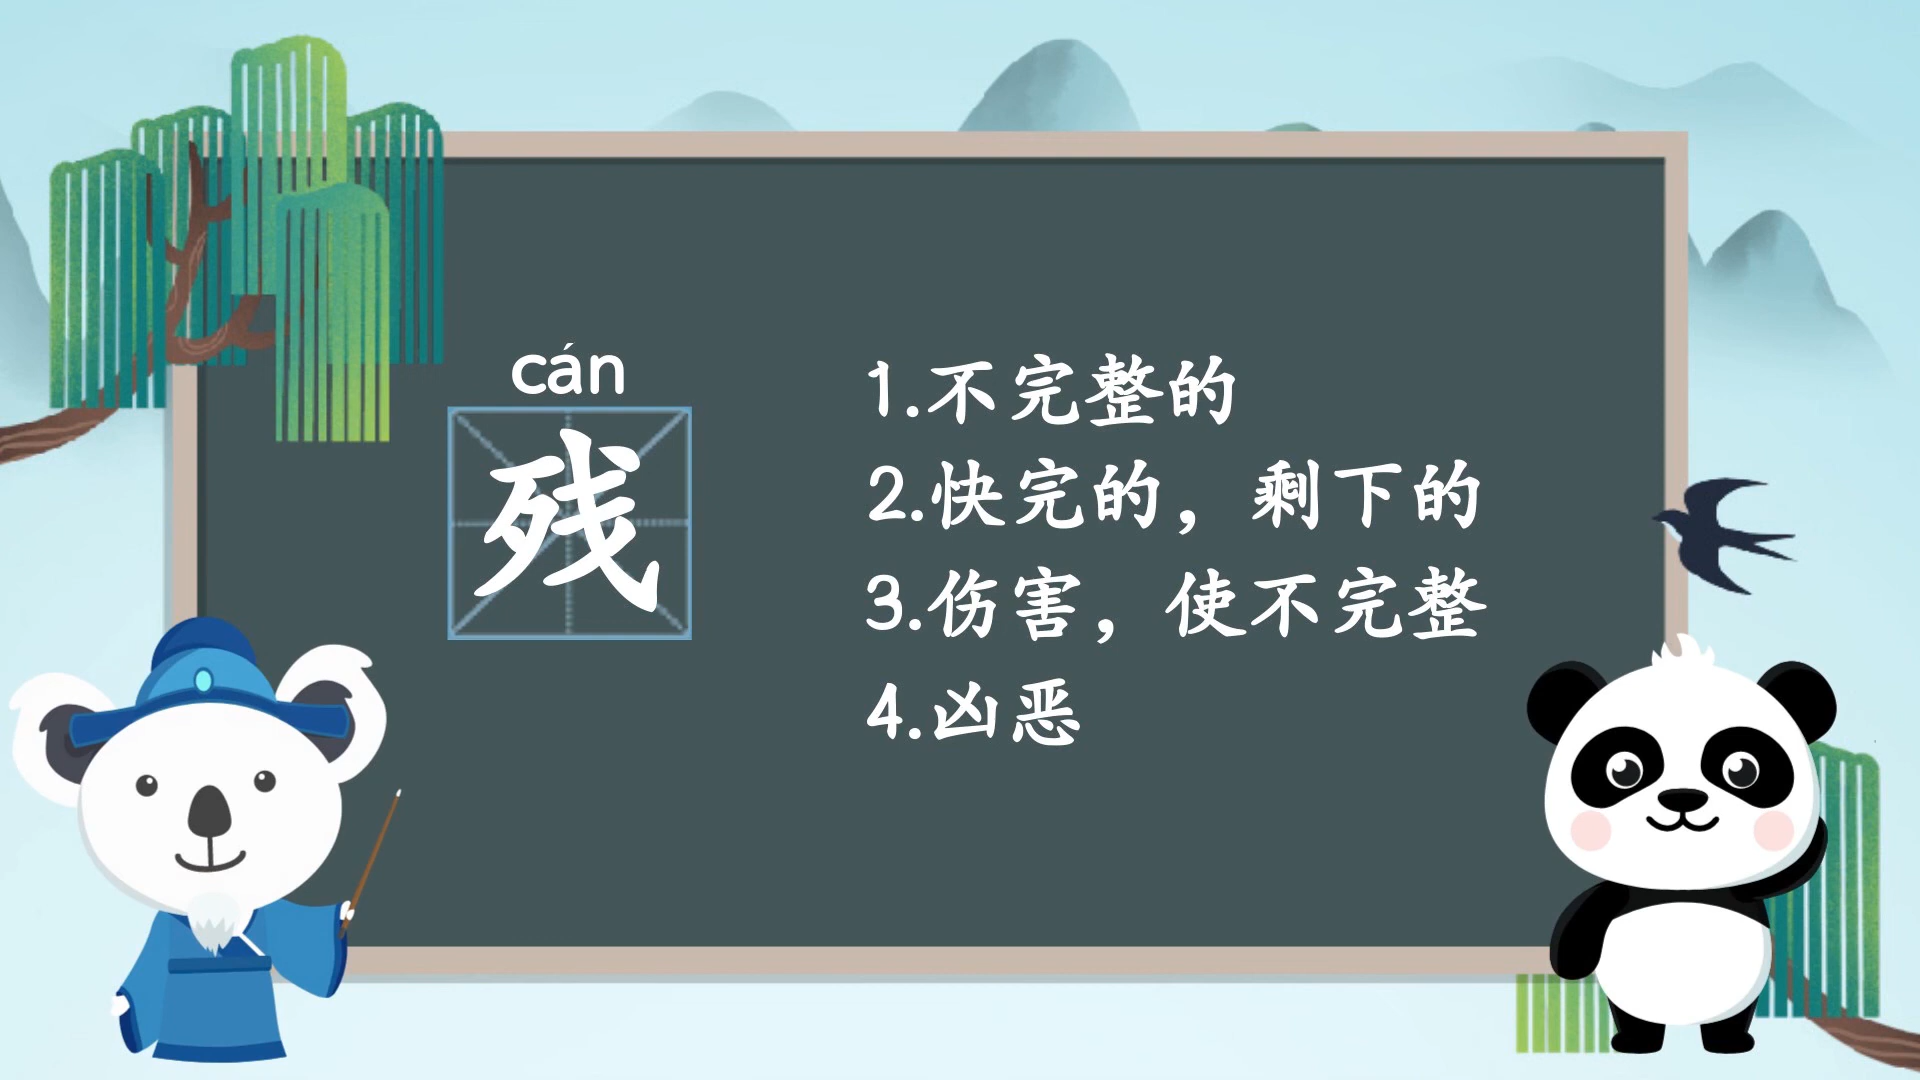 cán
残
1.不完整的
2.快完的，剩下的
3.伤害，使不完整
4.凶恶